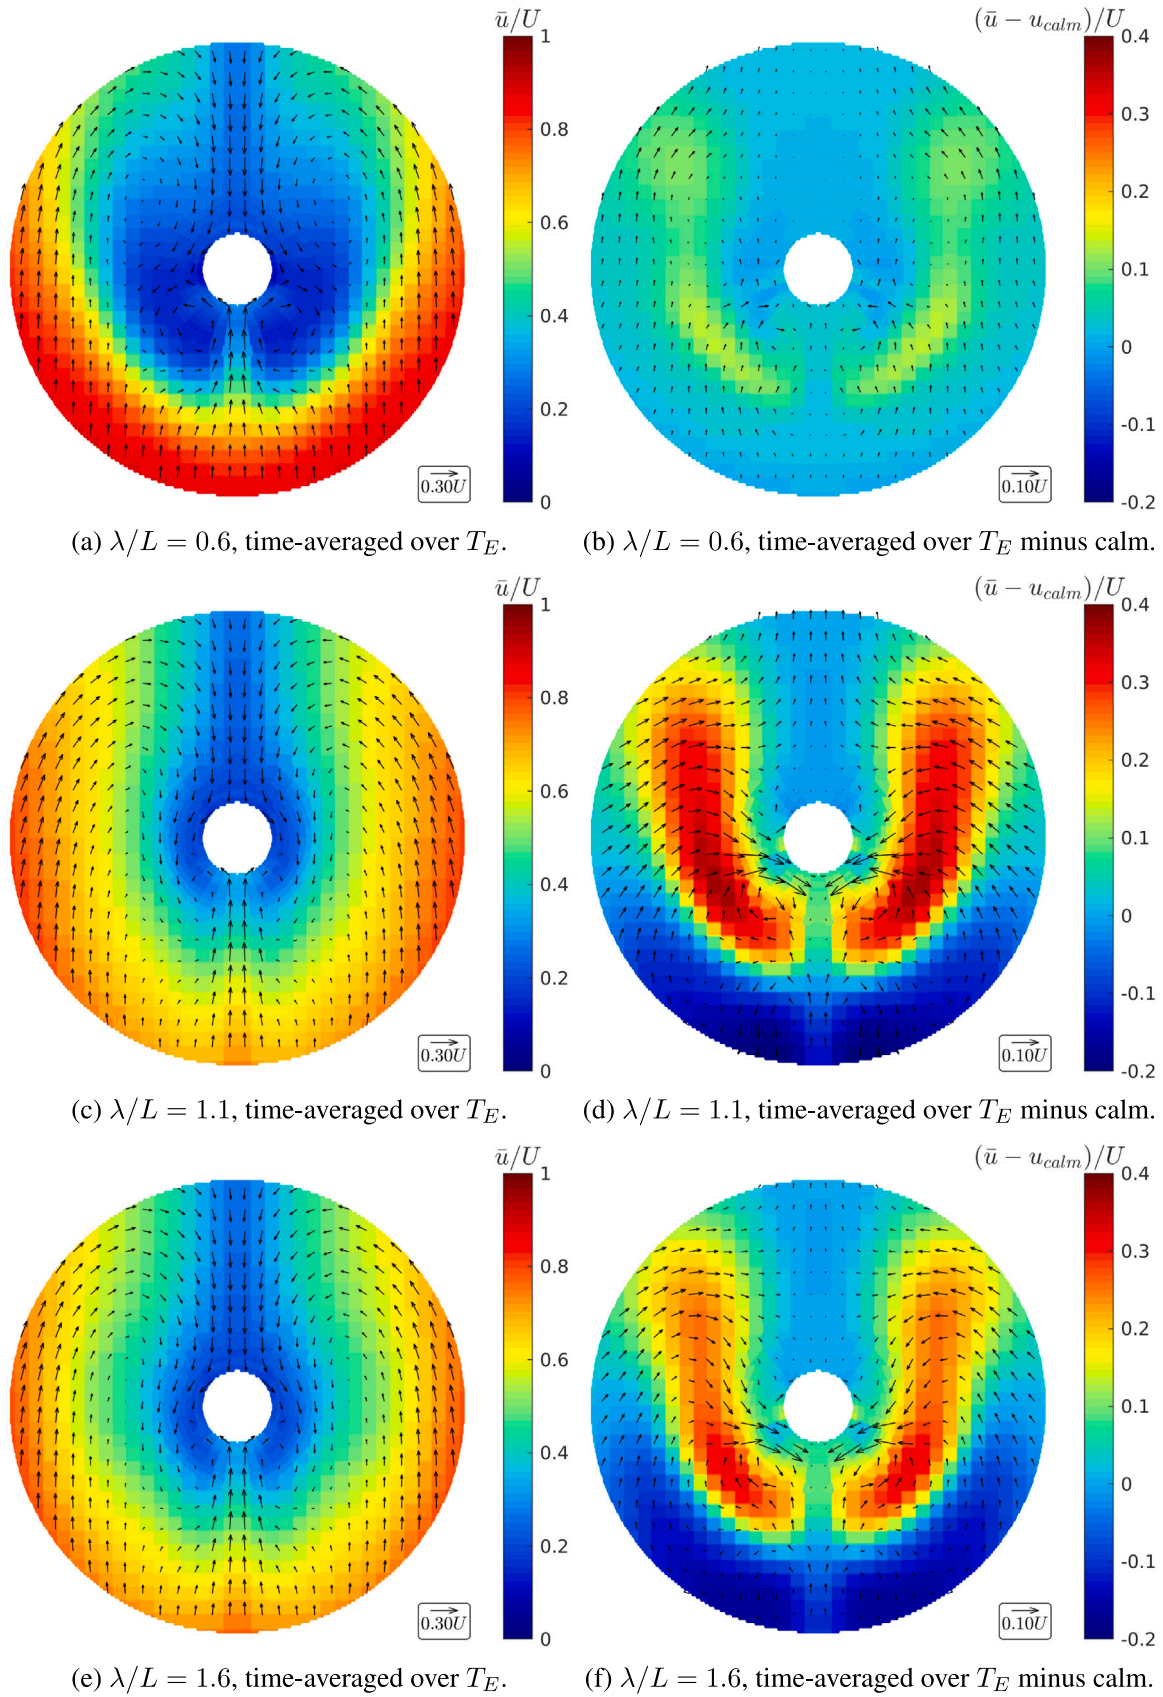 ū/U
1
0.8
0.6
0.4
0.2
0
0.30U
(ū − u_calm)/U
0.4
0.3
0.2
0.1
0
-0.1
-0.2
0.10U
(a) λ/L = 0.6, time-averaged over T_E.
(b) λ/L = 0.6, time-averaged over T_E minus calm.
ū/U
1
0.8
0.6
0.4
0.2
0
0.30U
(ū − u_calm)/U
0.4
0.3
0.2
0.1
0
-0.1
-0.2
0.10U
(c) λ/L = 1.1, time-averaged over T_E.
(d) λ/L = 1.1, time-averaged over T_E minus calm.
ū/U
1
0.8
0.6
0.4
0.2
0
0.30U
(ū − u_calm)/U
0.4
0.3
0.2
0.1
0
-0.1
-0.2
0.10U
(e) λ/L = 1.6, time-averaged over T_E.
(f) λ/L = 1.6, time-averaged over T_E minus calm.